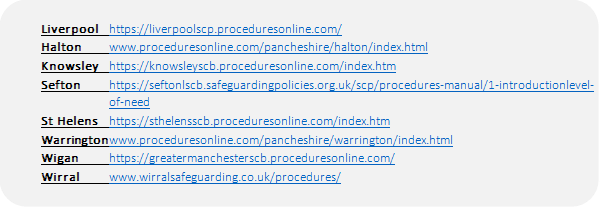 Liverpool https://liverpoolscp.proceduresonline.com/
Halton www.proceduresonline.com/pancheshire/halton/index.html
Knowsley https://knowsleyscb.proceduresonline.com/index.htm
Sefton https://seftonlscb.safeguardingpolicies.org.uk/scp/procedures-manual/1-introductionlevel-
of-need
St Helens https://sthelensscb.proceduresonline.com/index.htm
Warrington www.proceduresonline.com/pancheshire/warrington/index.html
Wigan https://greatermanchesterscb.proceduresonline.com/
Wirral www.wirralsafeguarding.co.uk/procedures/